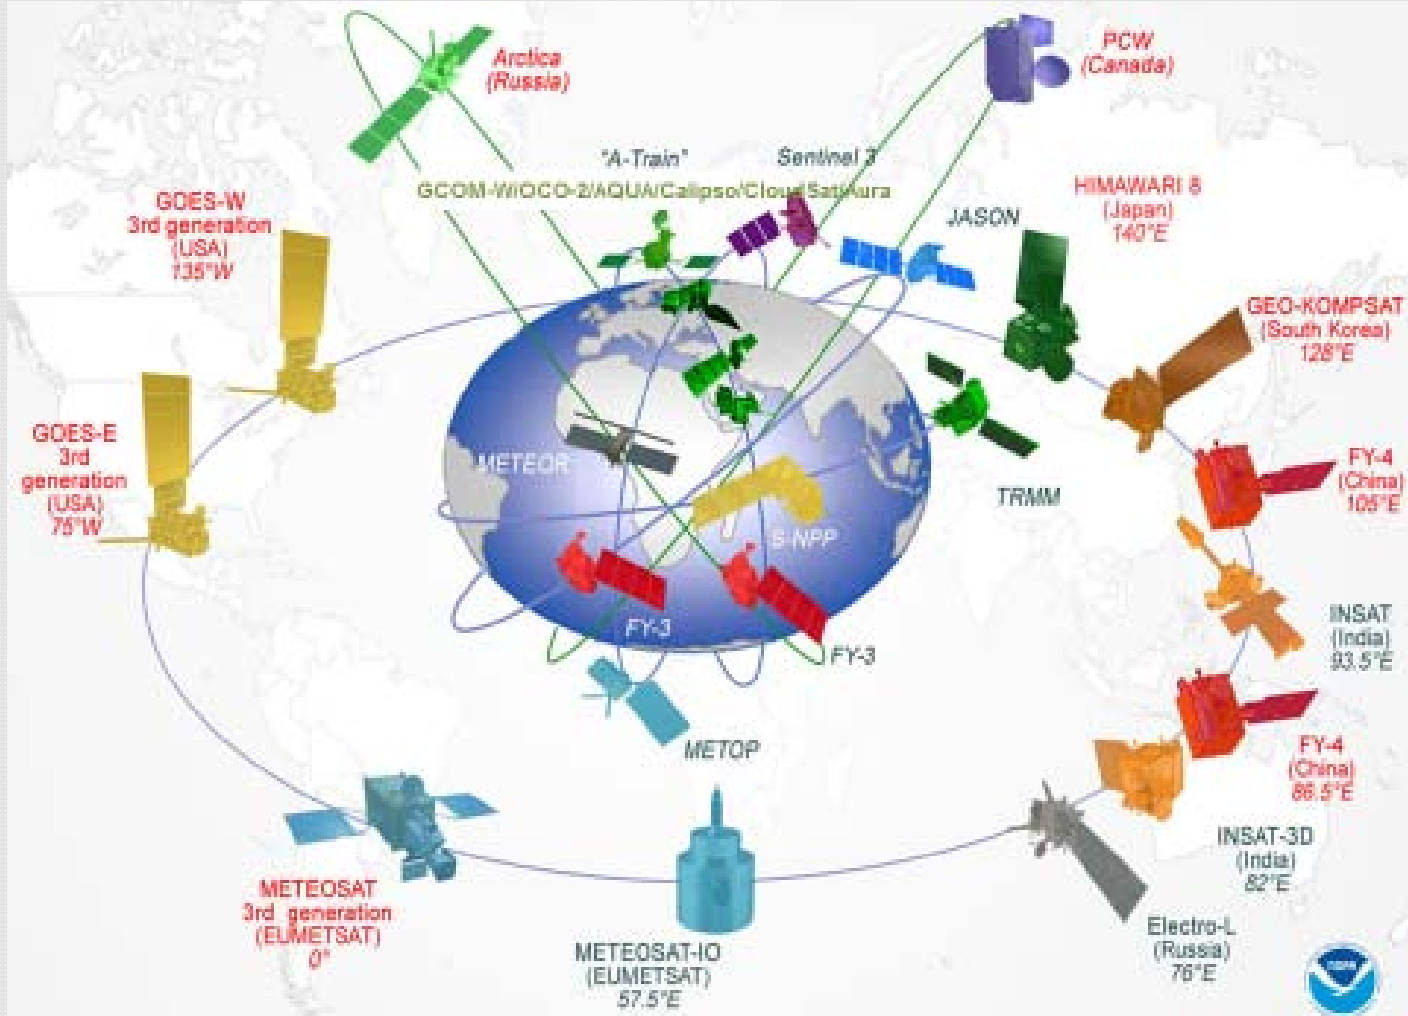 Arctica
(Russia)
PCW
(Canada)
"A-Train"
Sentinel 3
GCOM-W/OCO-2/AQUA/Calipso/CloudSat/Aura
GOES-W
3rd generation
(USA)
135°W
JASON
HIMAWARI 8
(Japan)
140°E
GEO-KOMPSAT
(South Korea)
128°E
GOES-E
3rd
generation
(USA)
75°W
METEOR
TRMM
FY-4
(China)
105°E
S-NPP
INSAT
(India)
93.5°E
FY-3
FY-3
METOP
FY-4
(China)
86.5°E
INSAT-3D
(India)
82°E
METEOSAT
3rd generation
(EUMETSAT)
0°
METEOSAT-IO
(EUMETSAT)
57.5°E
Electro-L
(Russia)
76°E